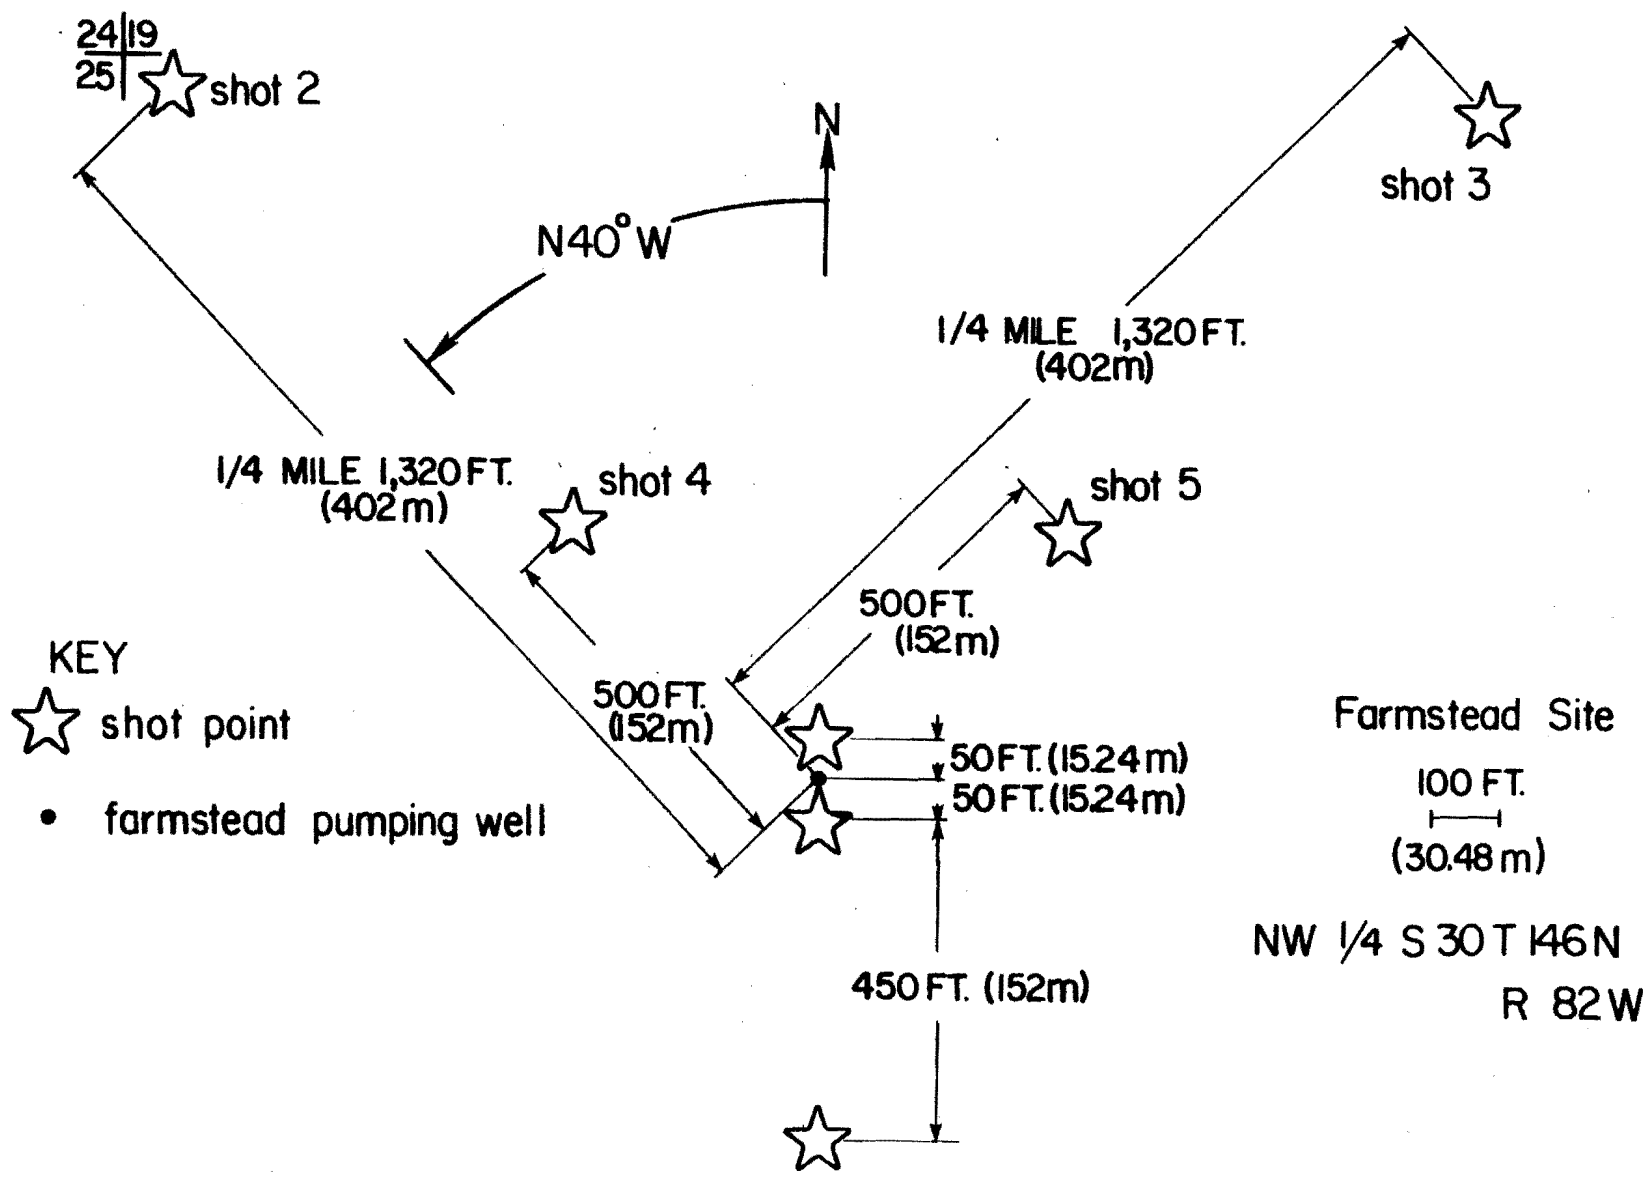 24 19
25
shot 2
N
shot 3
N40°W
1/4 MILE 1,320 FT.
(402m)
1/4 MILE 1,320 FT.
(402m)
shot 4
shot 5
500 FT.
(152m)
KEY
shot point
farmstead pumping well
500 FT.
(152m)
50 FT. (15.24m)
50 FT. (15.24m)
Farmstead Site
100 FT.
(30.48m)
NW 1/4 S 30 T 146 N
R 82 W
450 FT. (152m)